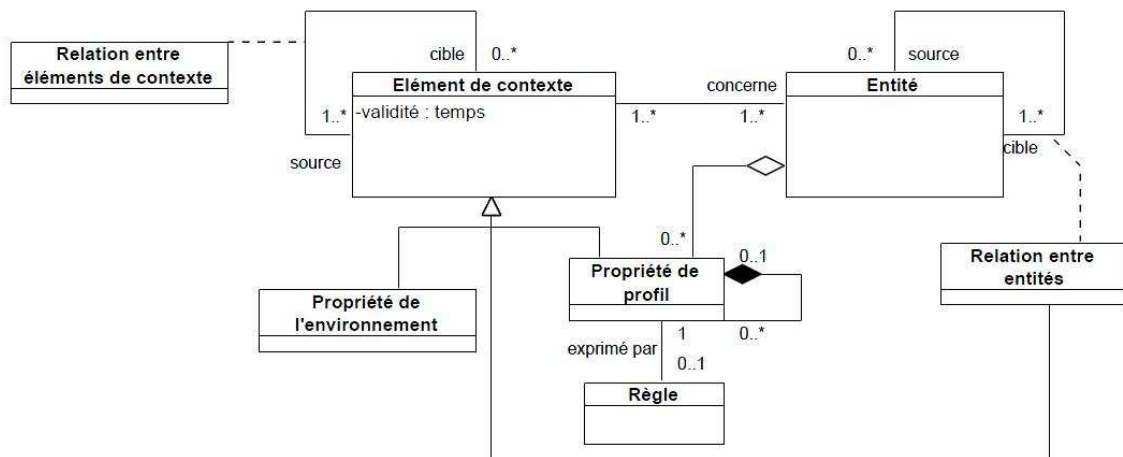 Relation entre
éléments de contexte
cible 0..*
Elément de contexte
-validité : temps
1..*
source
concerne
1..* 1..*
0..* source
Entité
1..*
cible
0..*
Propriété de
l'environnement
Propriété de
profil
0..1
0..*
1
exprimé par
0..1
Règle
Relation entre
entités